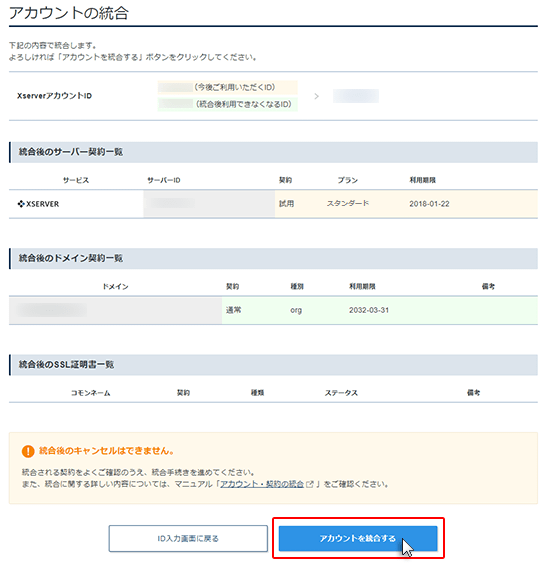 アカウントの統合
下記の内容で統合します。
よろしければ「アカウントを統合する」ボタンをクリックしてください。
XserverアカウントID
(今後ご利用いただくID)
(統合後利用できなくなるID)
統合後のサーバー契約一覧
サービス サーバーID 契約 プラン 利用期限
XSERVER 試用 スタンダード 2018-01-22
統合後のドメイン契約一覧
ドメイン 契約 種別 利用期限 備考
通常 org 2032-03-31
統合後のSSL証明書一覧
コモンネーム 契約 種類 ステータス 備考
統合後のキャンセルはできません。
統合される契約をよくご確認のうえ、統合手続きを進めてください。
また、統合に関する詳しい内容については、マニュアル「アカウント・契約の統合」をご確認ください。
ID入力画面に戻る アカウントを統合する